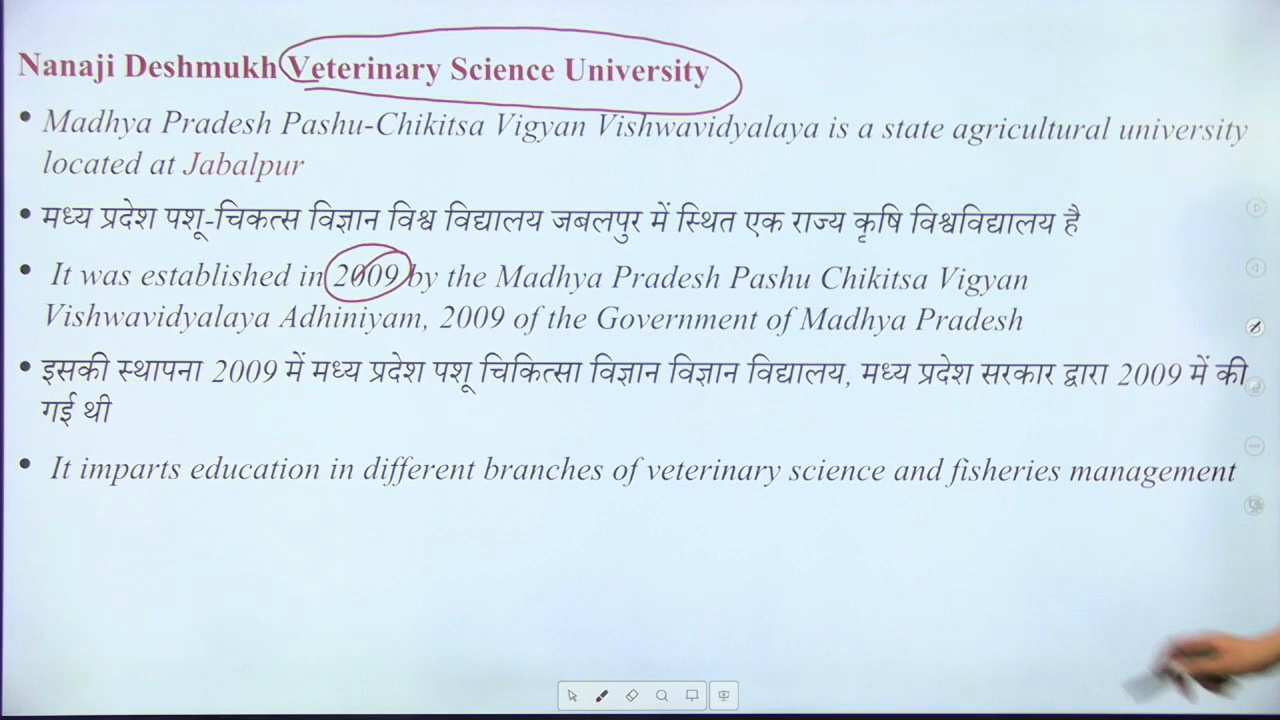 Nanaji Deshmukh Veterinary Science University
• Madhya Pradesh Pashu-Chikitsa Vigyan Vishwavidyalaya is a state agricultural university
located at Jabalpur
• मध्य प्रदेश पशू-चिकत्स विज्ञान विश्व विद्यालय जबलपुर में स्थित एक राज्य कृषि विश्वविद्यालय है
• It was established in 2009 by the Madhya Pradesh Pashu Chikitsa Vigyan
Vishwavidyalaya Adhiniyam, 2009 of the Government of Madhya Pradesh
• इसकी स्थापना 2009 में मध्य प्रदेश पशू चिकित्सा विज्ञान विज्ञान विद्यालय, मध्य प्रदेश सरकार द्वारा 2009 में की
गई थी
• It imparts education in different branches of veterinary science and fisheries management